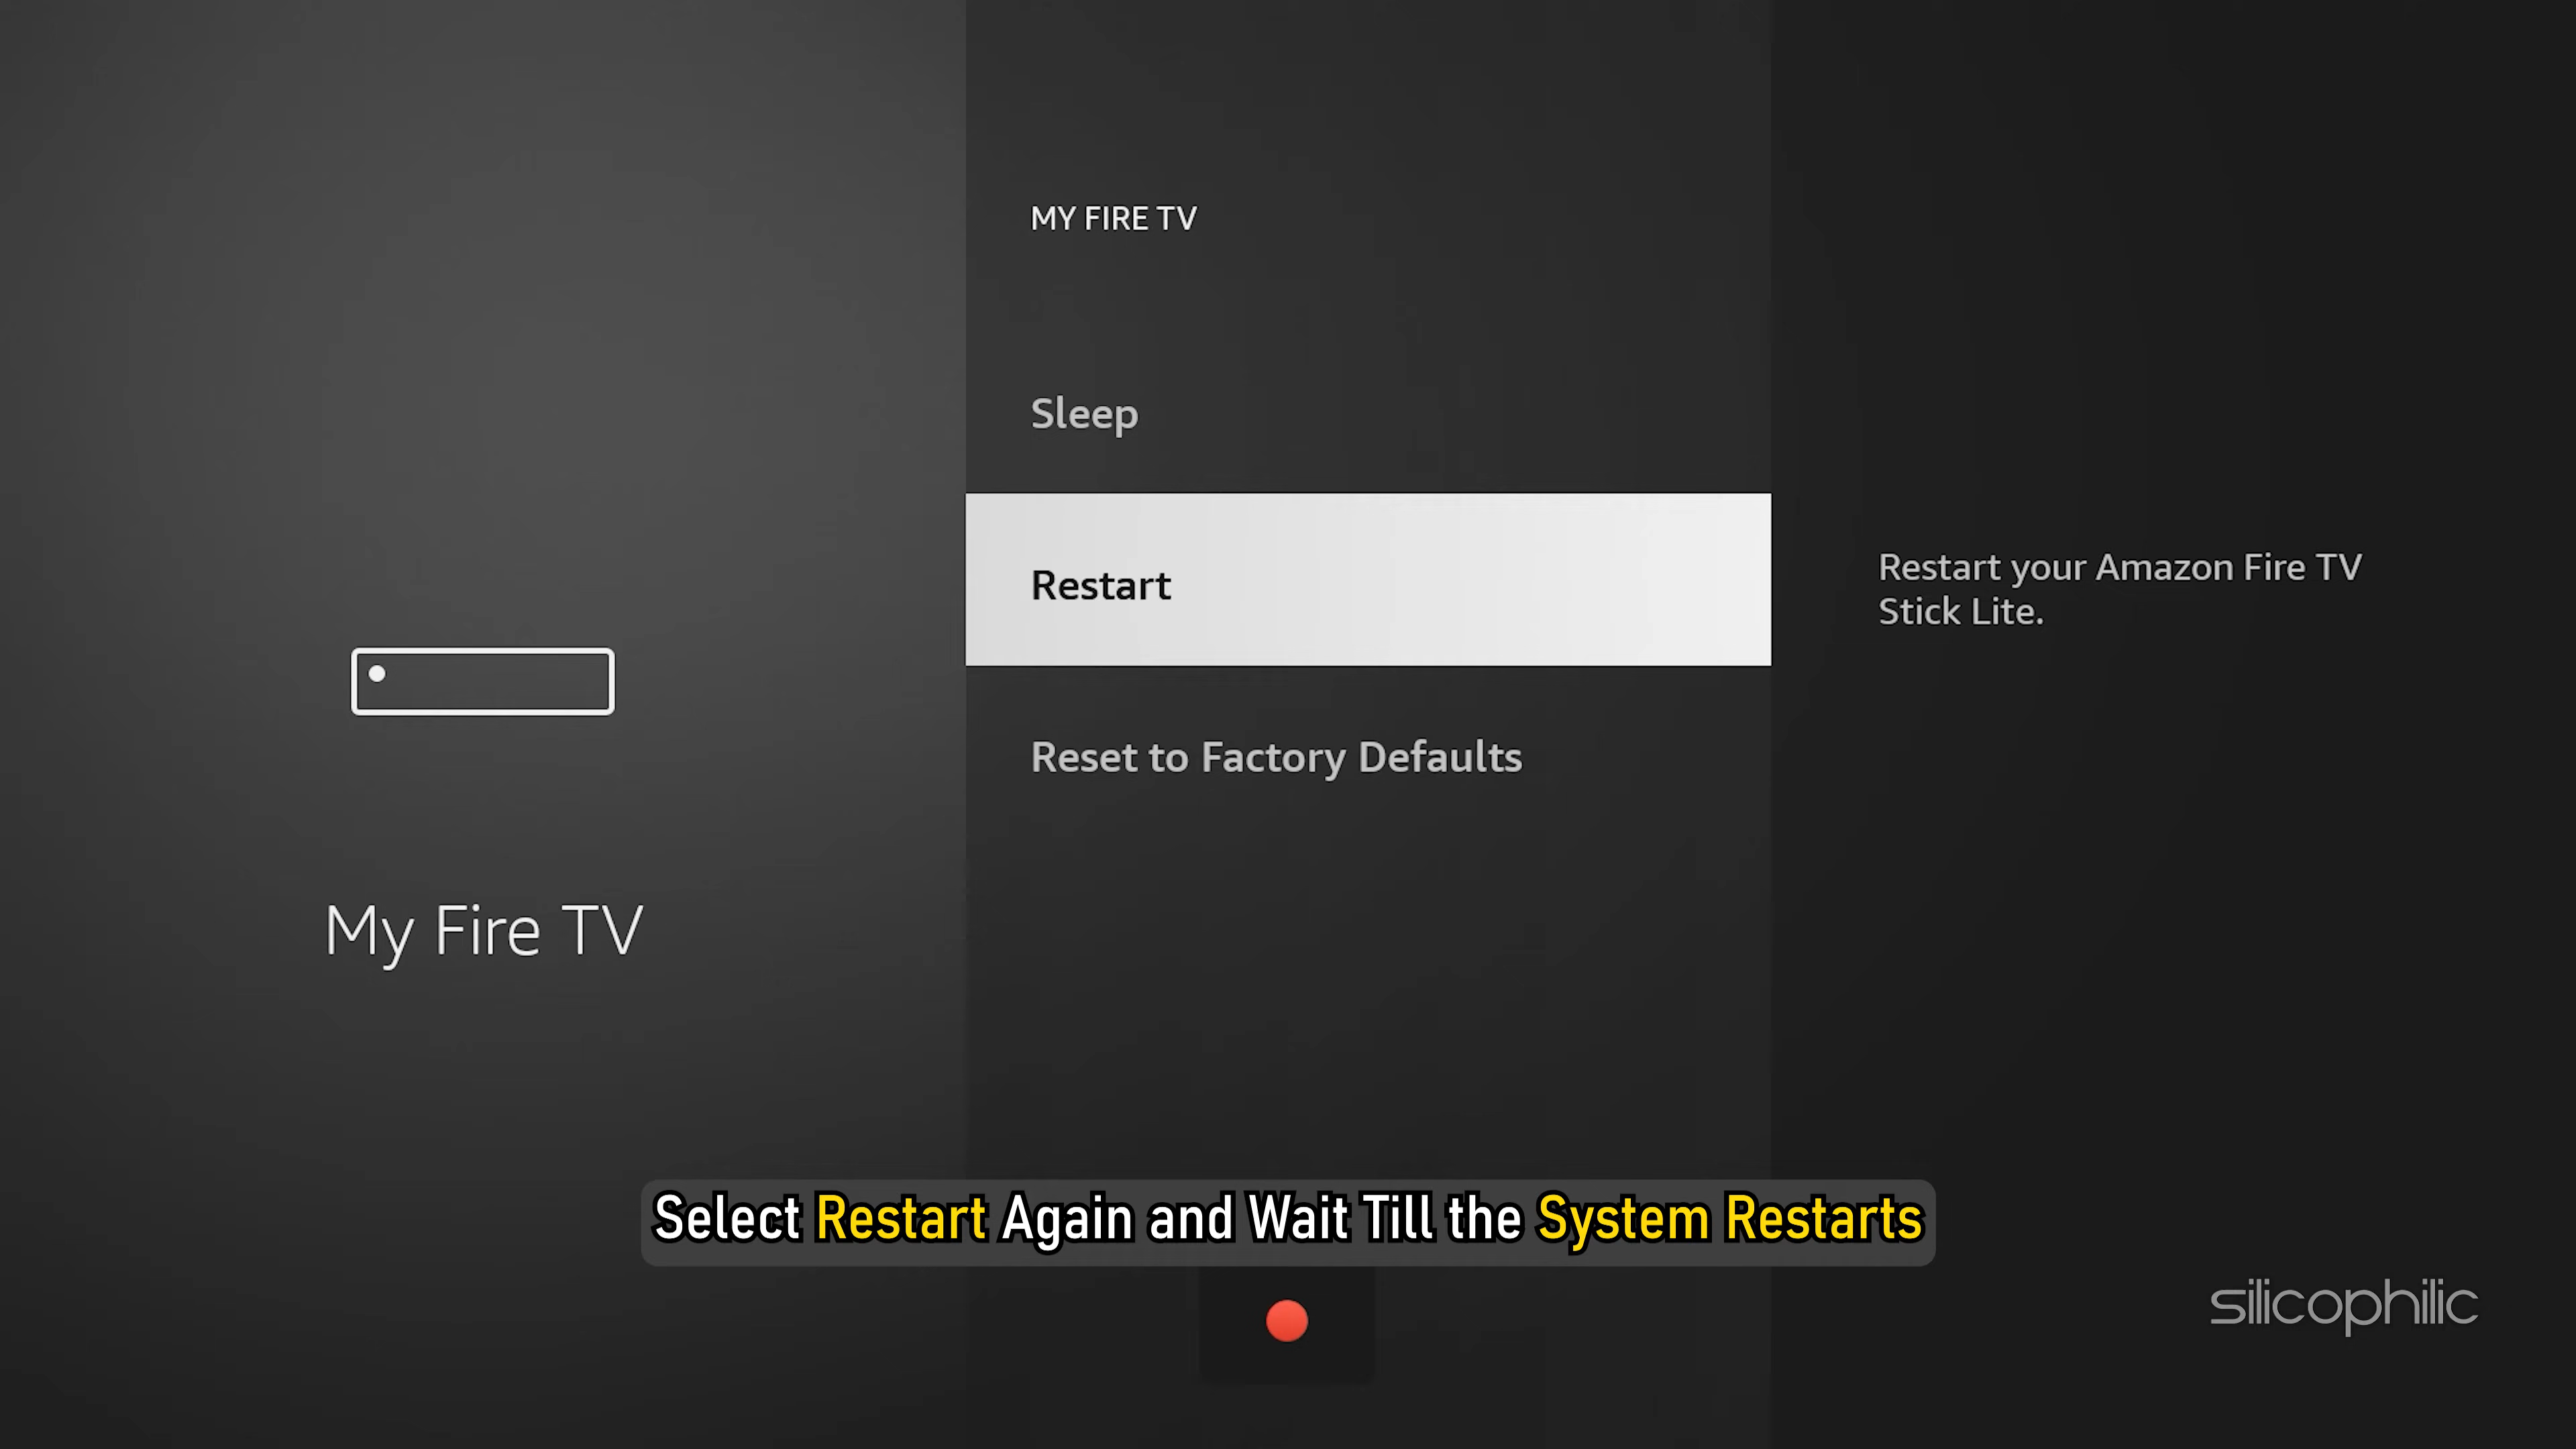 MY FIRE TV
Sleep
Restart
Restart your Amazon Fire TV
Stick Lite.
Reset to Factory Defaults
My Fire TV
Select Restart Again and Wait Till the System Restarts
silicophilic